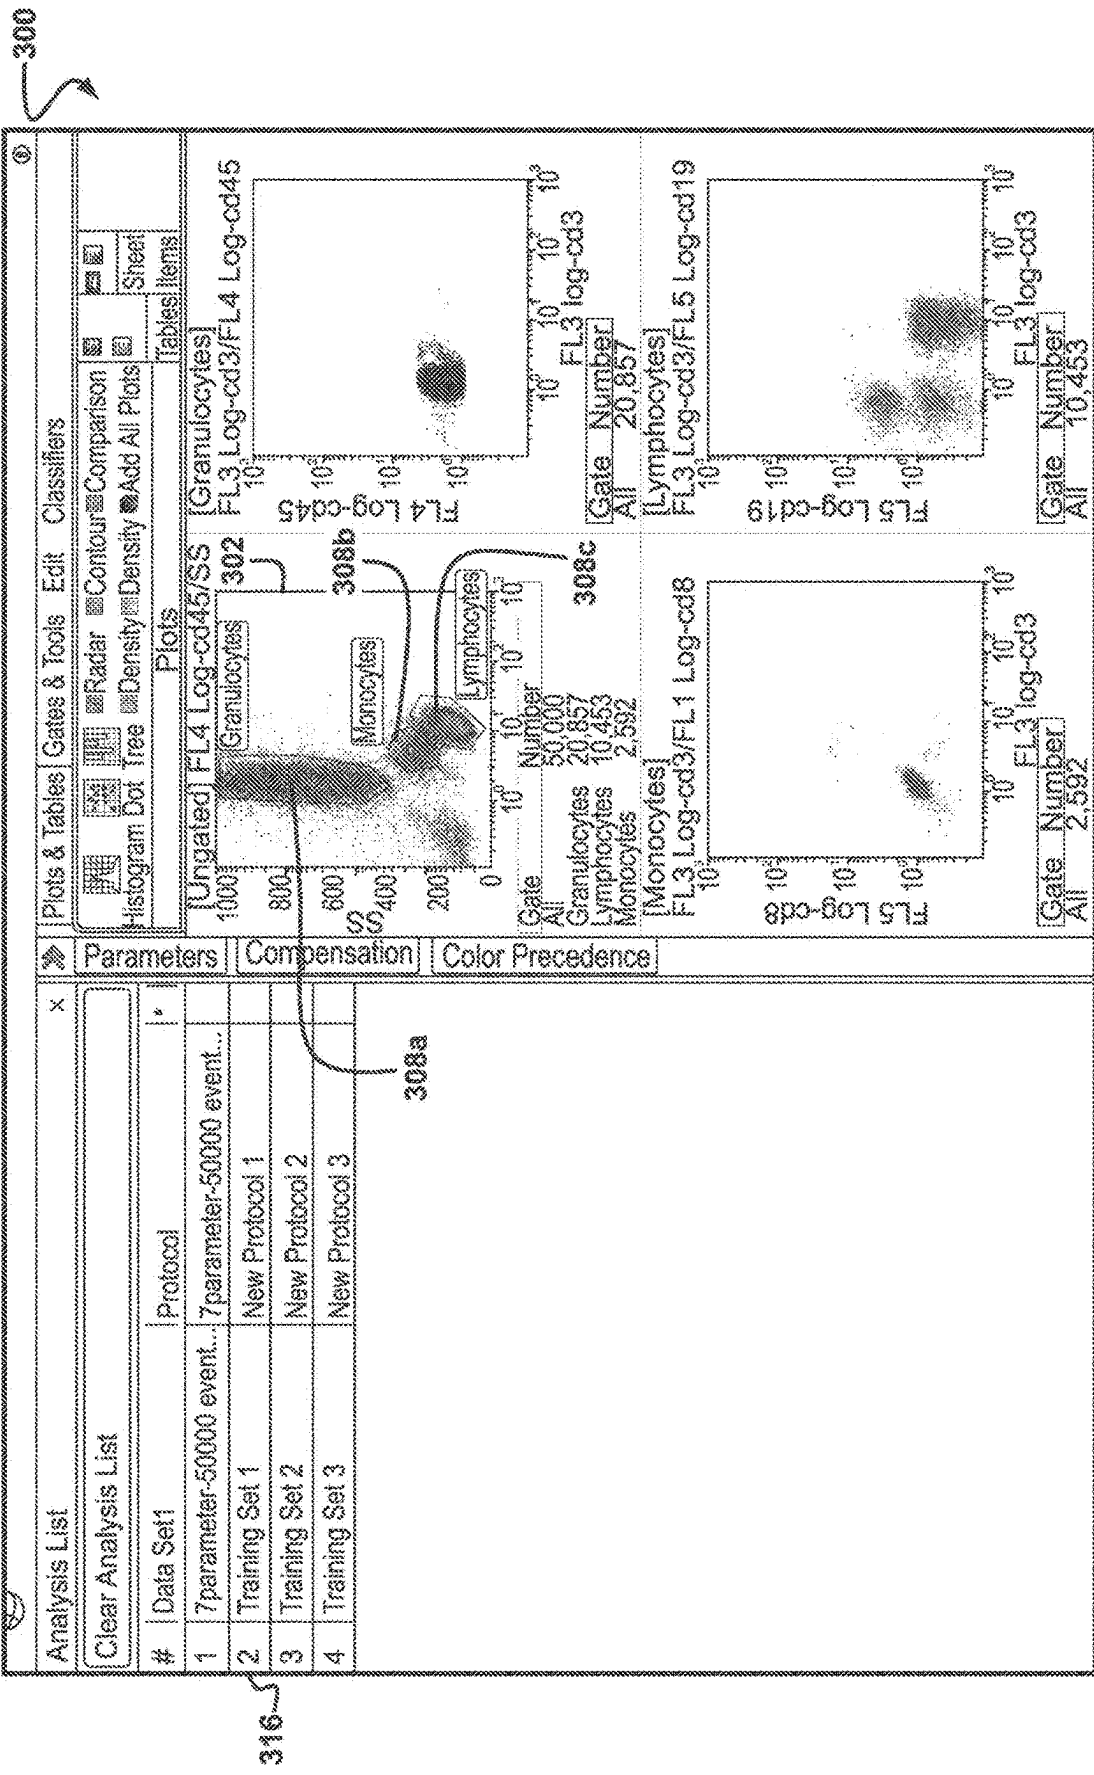 300
Analysis List x
Clear Analysis List
# Data Set1 Protocol
1 7parameter-50000 event... 7parameter-50000 event...
2 Training Set 1 New Protocol 1
3 Training Set 2 New Protocol 2
4 Training Set 3 New Protocol 3
316
Parameters Compensation Color Precedence
Plots & Tables Gates & Tools Edit Classifiers
Radar Contour Comparison
Histogram Dot Tree Density Density Add All Plots
Plots Tables Sheet Items
[Ungated] FL4 Log-cd45/SS
302
1000
800
600
400
200
0
SS
Granulocytes
Monocytes
Lymphocytes
308a
308b
308c
Gate Number
All 50,000
Granulocytes 20,857
Lymphocytes 10,453
Monocytes 2,592
[Granulocytes]
FL3 Log-cd3/FL4 Log-cd45
FL4 Log-cd45
FL3 log-cd3
Gate Number
All 20,857
[Monocytes]
FL3 Log-cd3/FL1 Log-cd8
FL5 Log-cd8
FL3 log-cd3
Gate Number
All 2,592
[Lymphocytes]
FL3 Log-cd3/FL5 Log-cd19
FL5 Log-cd19
FL3 log-cd3
Gate Number
All 10,453